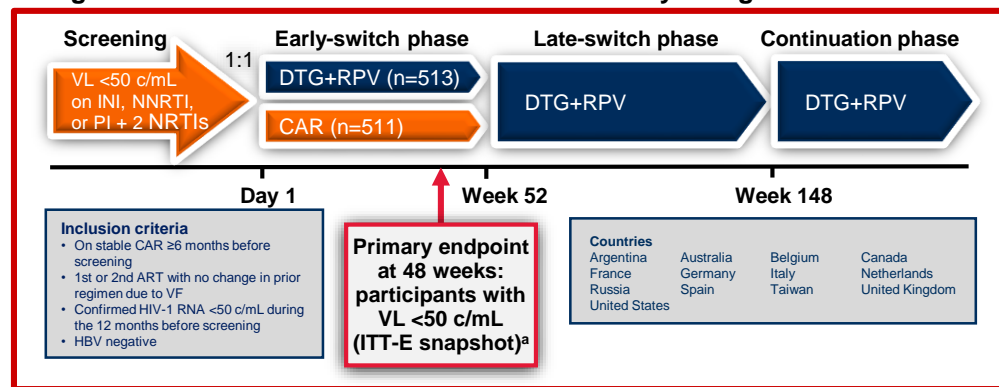 Screening
Early-switch phase
Late-switch phase
Continuation phase
VL <50 c/mL
on INI, NNRTI,
or PI + 2 NRTIs
1:1
DTG+RPV (n=513)
CAR (n=511)
DTG+RPV
DTG+RPV
Day 1
Week 52
Week 148
Inclusion criteria
• On stable CAR ≥6 months before
screening
• 1st or 2nd ART with no change in prior
regimen due to VF
• Confirmed HIV-1 RNA <50 c/mL during
the 12 months before screening
• HBV negative
Primary endpoint
at 48 weeks:
participants with
VL <50 c/mL
(ITT-E snapshot)ᵃ
Countries
Argentina Australia Belgium Canada
France Germany Italy Netherlands
Russia Spain Taiwan United Kingdom
United States